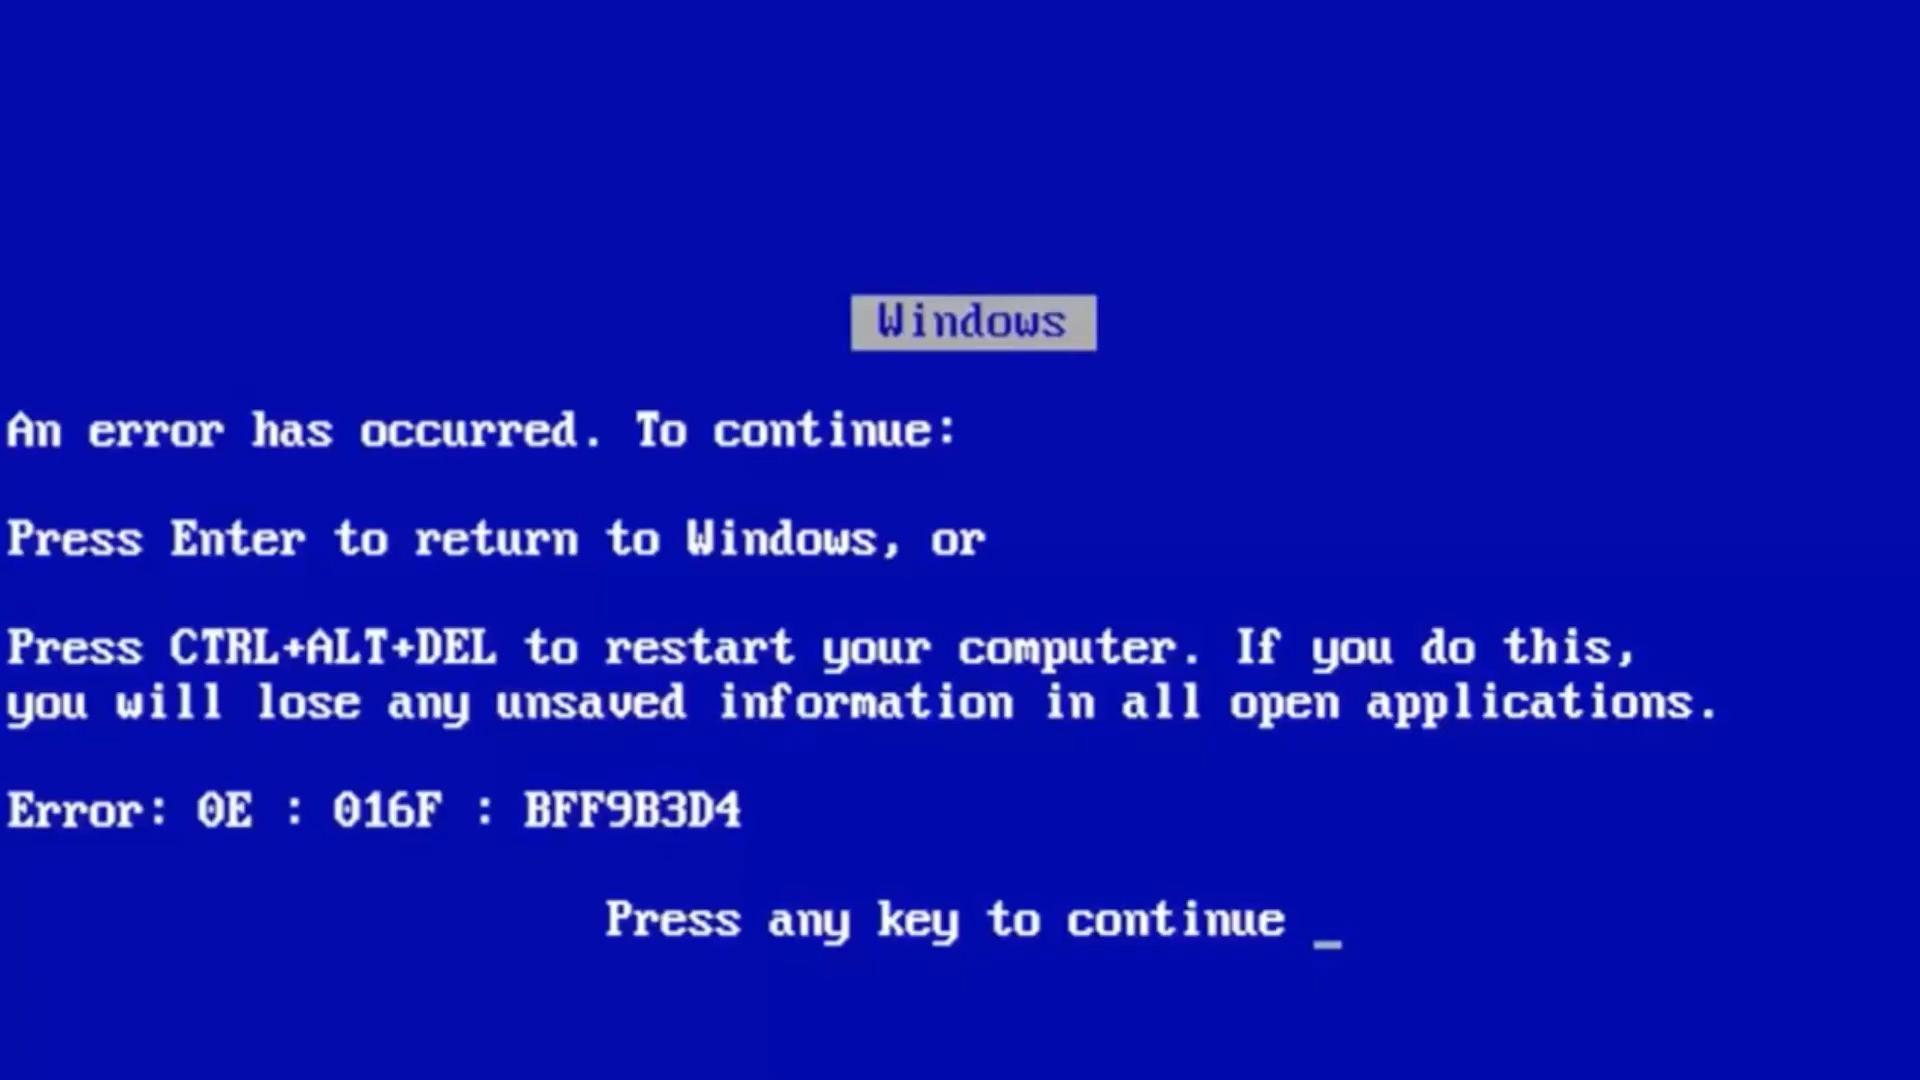 Windows
An error has occurred. To continue:
Press Enter to return to Windows, or
Press CTRL+ALT+DEL to restart your computer. If you do this,
you will lose any unsaved information in all open applications.
Error: 0E : 016F : BFF9B3D4
Press any key to continue _